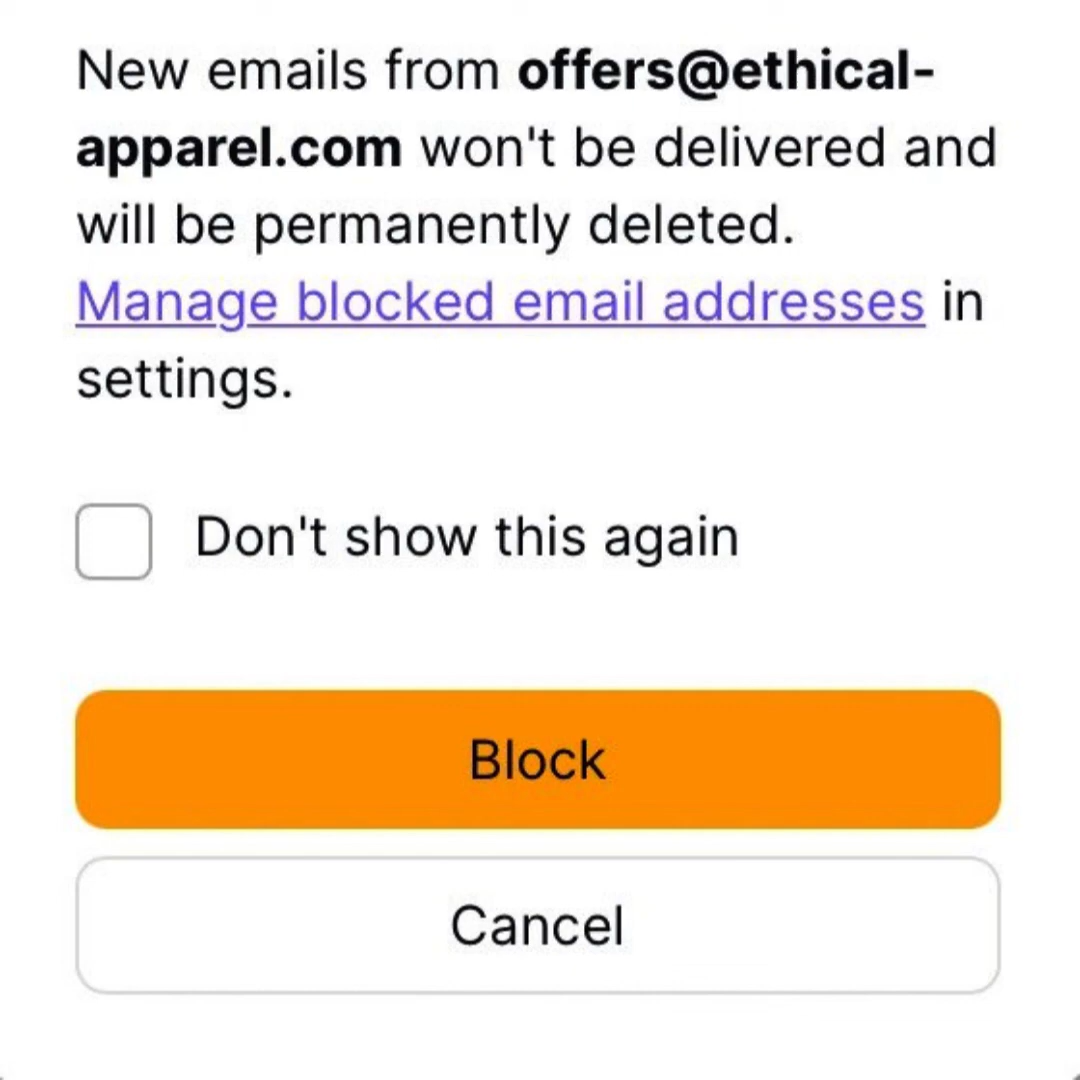 New emails from offers@ethical-
apparel.com won't be delivered and
will be permanently deleted.
Manage blocked email addresses in
settings.
Don't show this again
Block
Cancel